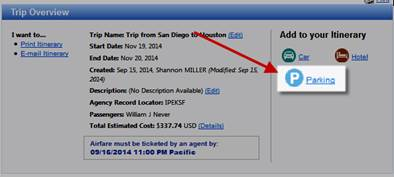 Trip Overview
I want to...
Print Itinerary
E-mail Itinerary
Trip Name: Trip from San Diego to Houston (Edit)
Start Date: Nov 19, 2014
End Date: Nov 20, 2014
Created: Sep 15, 2014, Shannon MILLER (Modified: Sep 15,
2014)
Description: (No Description Available) (Edit)
Agency Record Locator: IPEKSF
Passengers: William J Never
Total Estimated Cost: $337.74 USD (Details)
Airfare must be ticketed by an agent by:
09/16/2014 11:00 PM Pacific
Add to your Itinerary
Car
Hotel
P Parking